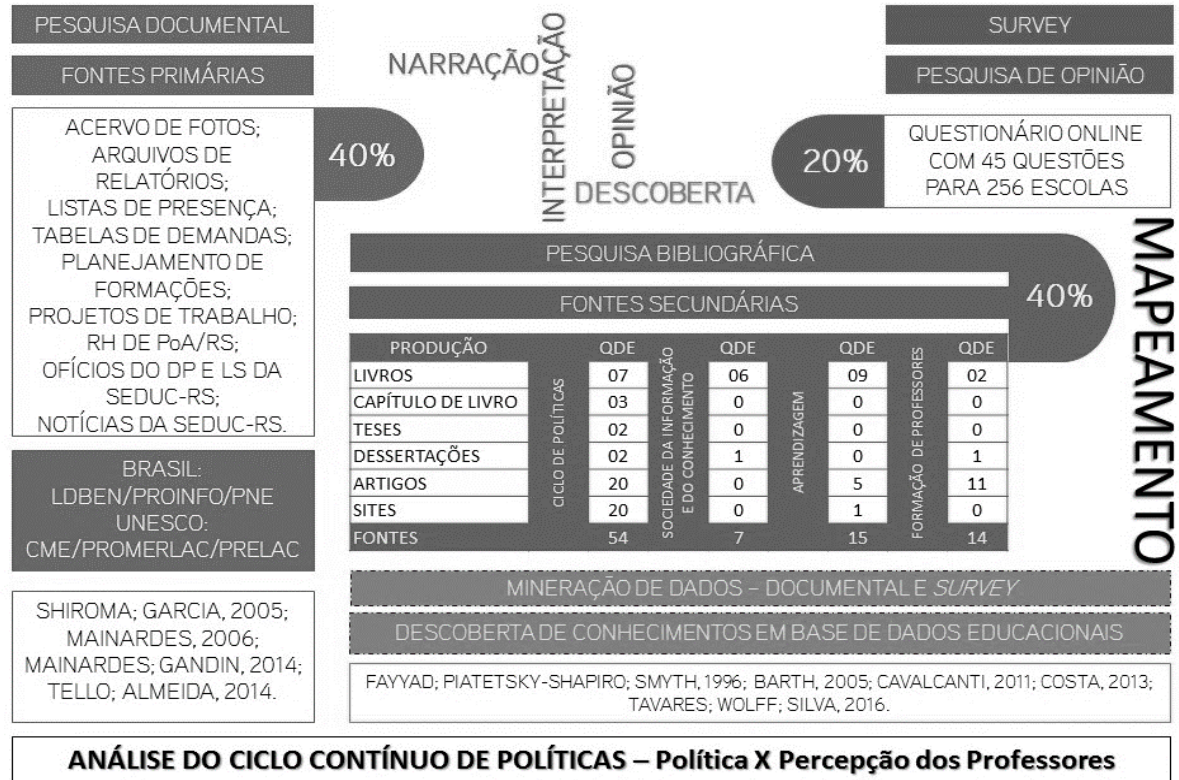 PESQUISA DOCUMENTAL
FONTES PRIMÁRIAS
ACERVO DE FOTOS;
ARQUIVOS DE
RELATÓRIOS;
LISTAS DE PRESENÇA;
TABELAS DE DEMANDAS;
PLANEJAMENTO DE
FORMAÇÕES;
PROJETOS DE TRABALHO;
RH DE PoA/RS;
OFÍCIOS DO DP E LS DA
SEDUC-RS;
NOTÍCIAS DA SEDUC-RS.
40%
BRASIL:
LDBEN/PROINFO/PNE
UNESCO:
CME/PROMERLAC/PRELAC
SHIROMA; GARCIA, 2005;
MAINARDES, 2006;
MAINARDES; GANDIN, 2014;
TELLO; ALMEIDA, 2014.
NARRAÇÃO
INTERPRETAÇÃO
OPINIÃO
DESCOBERTA
SURVEY
PESQUISA DE OPINIÃO
20%
QUESTIONÁRIO ONLINE
COM 45 QUESTÕES
PARA 256 ESCOLAS
MAPEAMENTO
PESQUISA BIBLIOGRÁFICA
FONTES SECUNDÁRIAS
40%
PRODUÇÃO QDE QDE QDE QDE
CICLO DE POLÍTICAS
SOCIEDADE DA INFORMAÇÃO
E DO CONHECIMENTO
APRENDIZAGEM
FORMAÇÃO DE PROFESSORES
LIVROS 07 06 09 02
CAPÍTULO DE LIVRO 03 0 0 0
TESES 02 0 0 0
DESSERTAÇÕES 02 1 0 1
ARTIGOS 20 0 5 11
SITES 20 0 1 0
FONTES 54 7 15 14
MINERAÇÃO DE DADOS – DOCUMENTAL E SURVEY
DESCOBERTA DE CONHECIMENTOS EM BASE DE DADOS EDUCACIONAIS
FAYYAD; PIATETSKY-SHAPIRO; SMYTH, 1996; BARTH, 2005; CAVALCANTI, 2011; COSTA, 2013;
TAVARES; WOLFF; SILVA, 2016.
ANÁLISE DO CICLO CONTÍNUO DE POLÍTICAS – Política X Percepção dos Professores